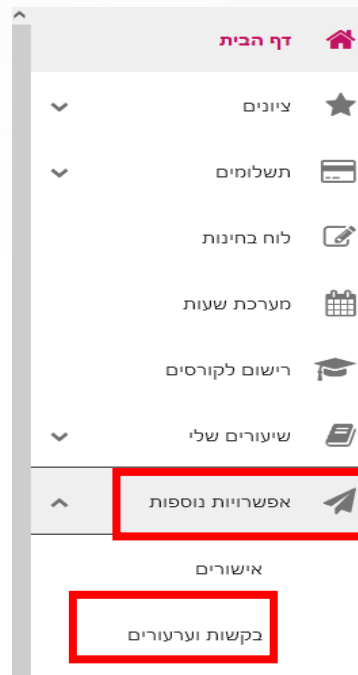 דף הבית
ציונים
תשלומים
לוח בחינות
מערכת שעות
רישום לקורסים
שיעורים שלי
אפשרויות נוספות
אישורים
בקשות וערעורים